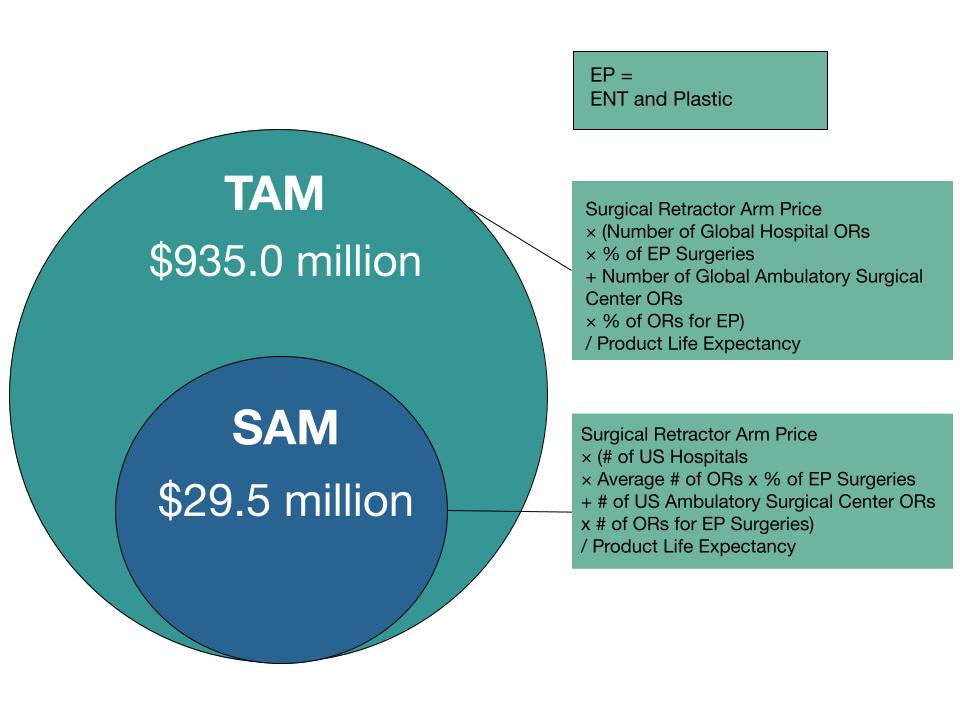 EP =
ENT and Plastic
TAM
$935.0 million
Surgical Retractor Arm Price
× (Number of Global Hospital ORs
× % of EP Surgeries
+ Number of Global Ambulatory Surgical
Center ORs
× % of ORs for EP)
/ Product Life Expectancy
SAM
$29.5 million
Surgical Retractor Arm Price
× (# of US Hospitals
× Average # of ORs x % of EP Surgeries
+ # of US Ambulatory Surgical Center ORs
x # of ORs for EP Surgeries)
/ Product Life Expectancy